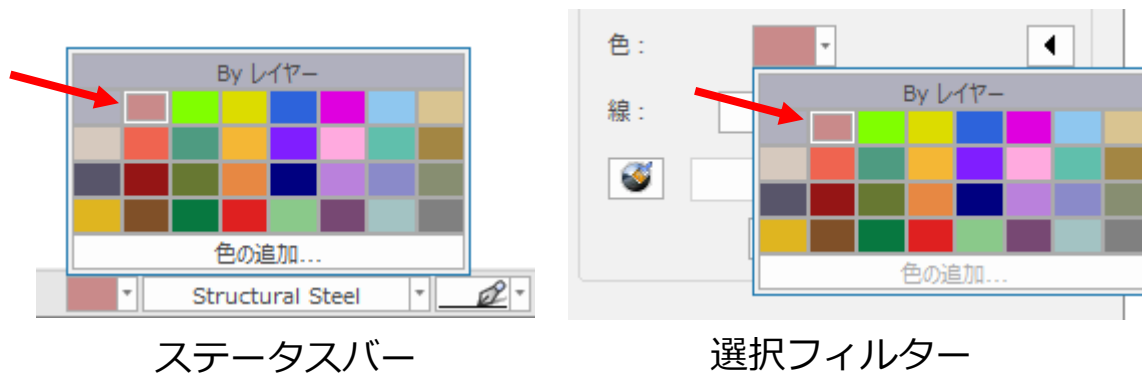 By レイヤー
色の追加...
Structural Steel
ステータスバー
色 :
By レイヤー
線 :
色の追加...
選択フィルター